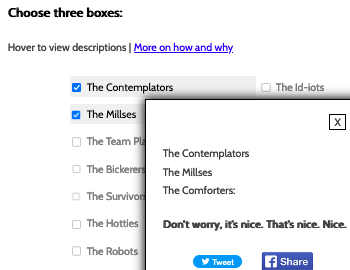 Choose three boxes:
Hover to view descriptions | More on how and why
The Contemplators
The Id-iots
The Millses
The Team
The Bickerers
The Survivors
The Hotties
The Robots
X
The Contemplators
The Millses
The Comforters:
Don't worry, it's nice. That's nice. Nice.
Tweet
Share